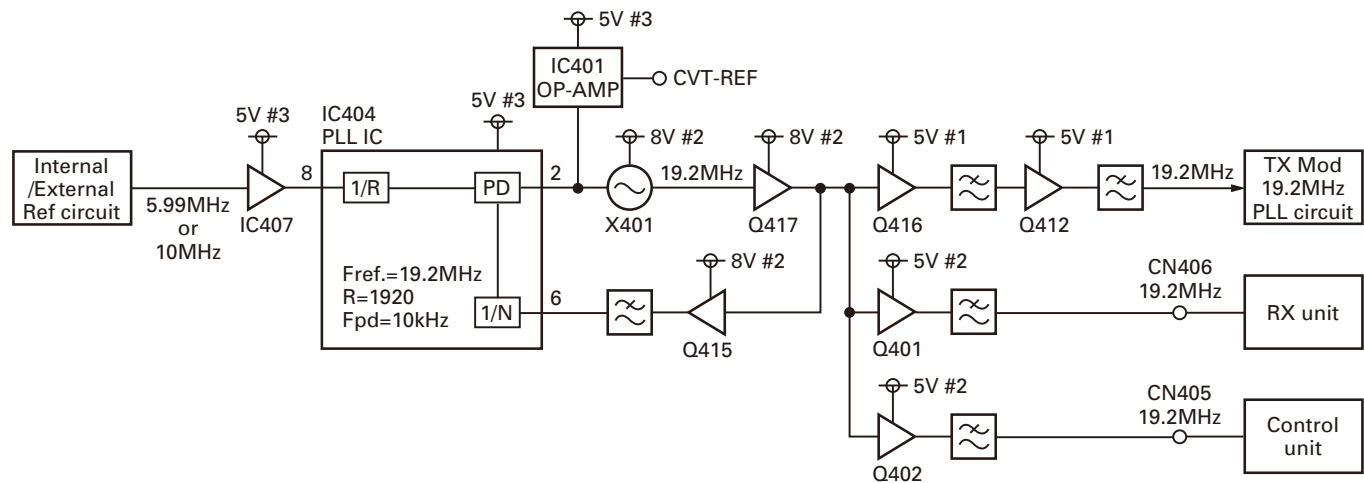 5V #3
IC401
OP-AMP
CVT-REF
5V #3
IC404
PLL IC
5V #3
8V #2
8V #2
5V #1
5V #1
Internal
/External
Ref circuit
5.99MHz
or
10MHz
IC407
8
1/R
PD
2
X401
19.2MHz
Q417
Q416
Q412
19.2MHz
TX Mod
19.2MHz
PLL circuit
Fref.=19.2MHz
R=1920
Fpd=10kHz
1/N
6
8V #2
Q415
5V #2
Q401
CN406
19.2MHz
RX unit
5V #2
Q402
CN405
19.2MHz
Control
unit